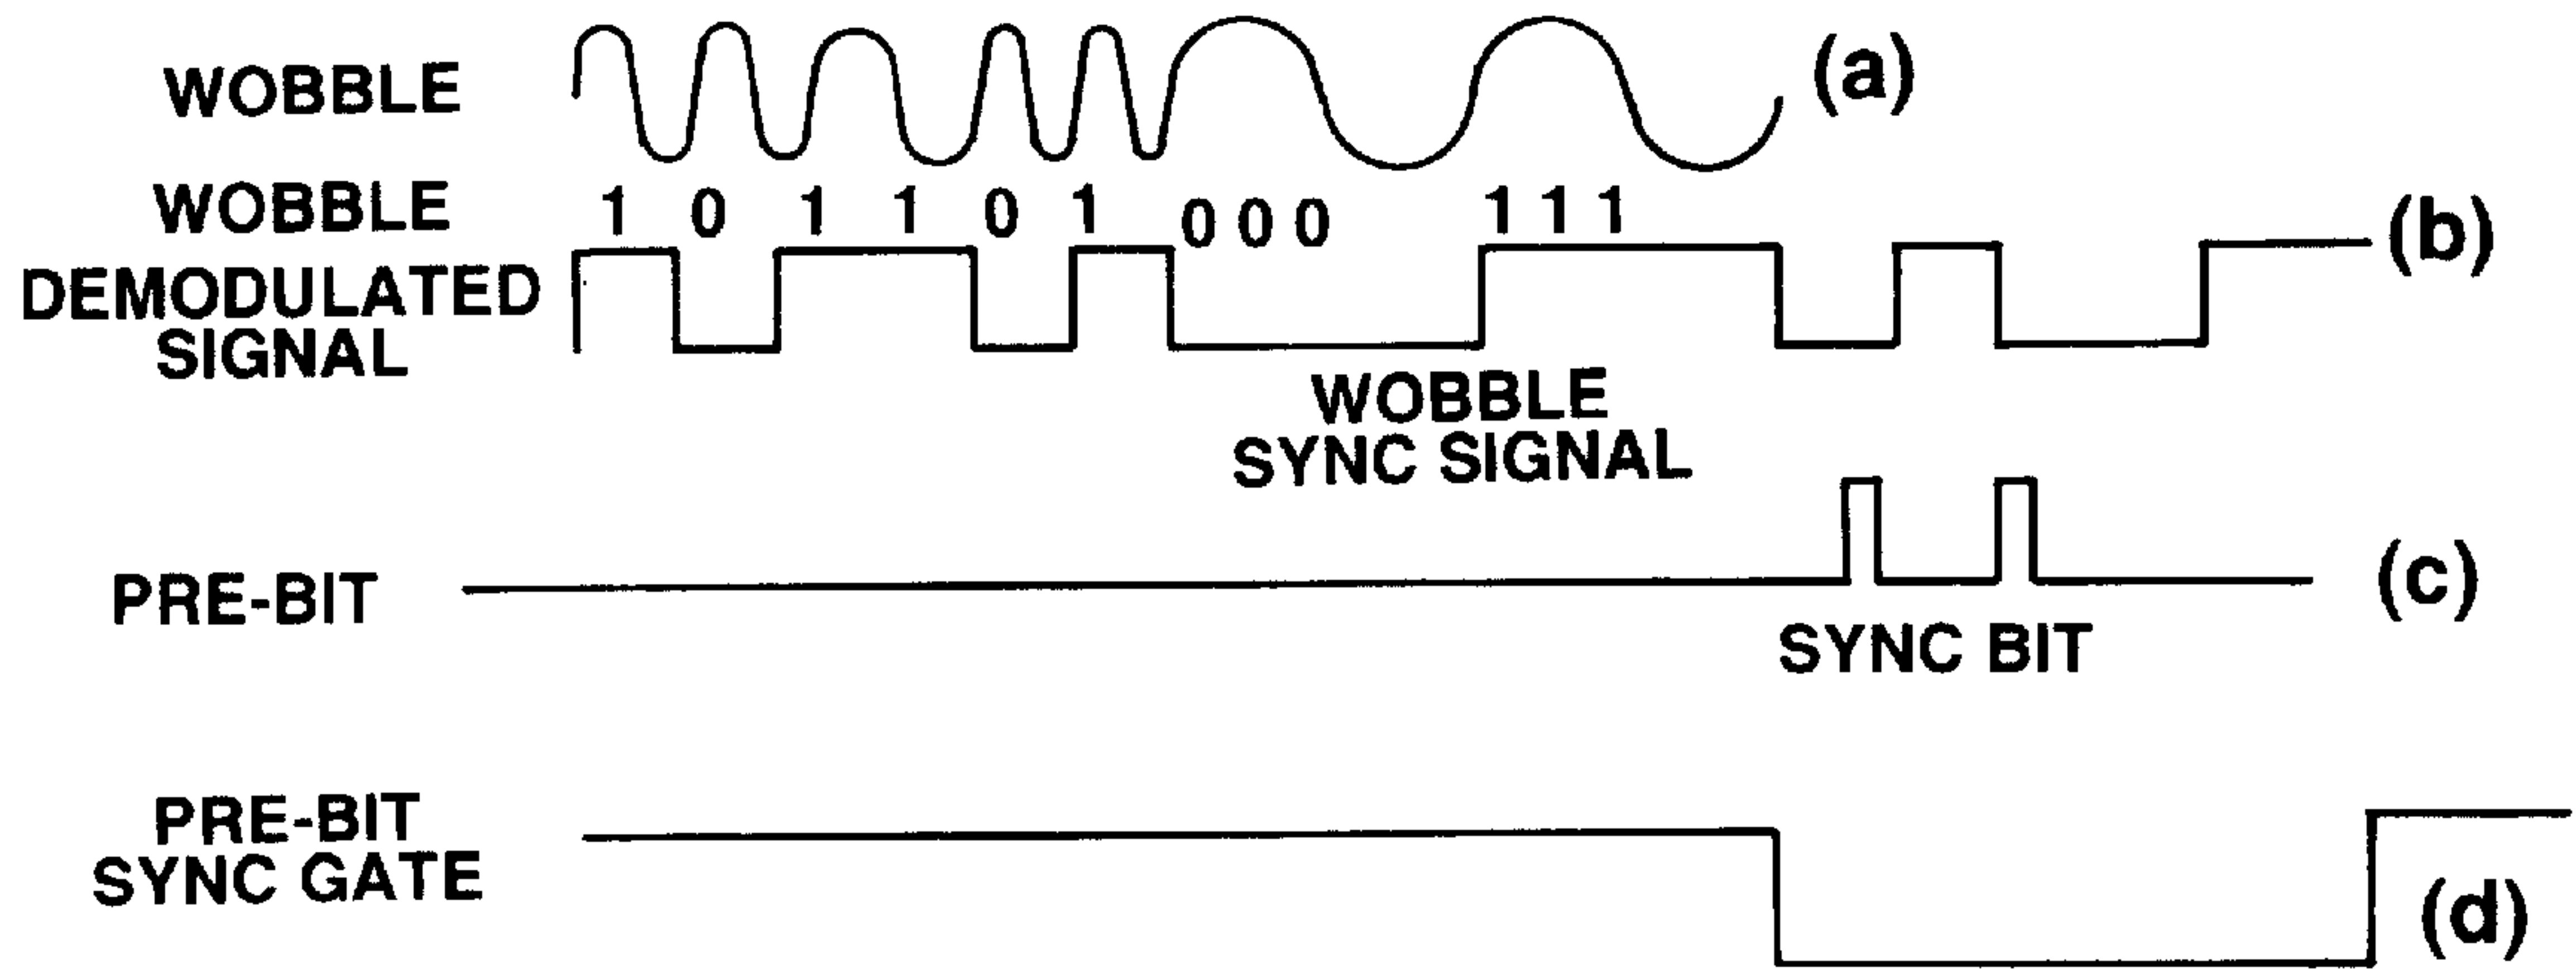 WOBBLE
(a)
WOBBLE
DEMODULATED
SIGNAL
1 0 1 1 0 1 0 0 0 1 1 1
(b)
WOBBLE
SYNC SIGNAL
PRE-BIT
(c)
SYNC BIT
PRE-BIT
SYNC GATE
(d)